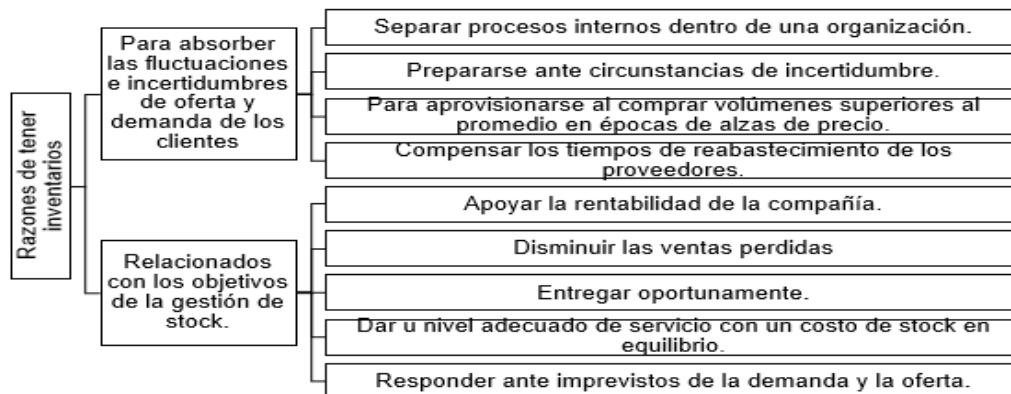 Razones de tener
inventarios
Para absorber
las fluctuaciones
e incertidumbres
de oferta y
demanda de los
clientes
Separar procesos internos dentro de una organización.
Prepararse ante circunstancias de incertidumbre.
Para aprovisionarse al comprar volúmenes superiores al
promedio en épocas de alzas de precio.
Compensar los tiempos de reabastecimiento de los
proveedores.
Relacionados
con los objetivos
de la gestión de
stock.
Apoyar la rentabilidad de la compañía.
Disminuir las ventas perdidas
Entregar oportunamente.
Dar u nivel adecuado de servicio con un costo de stock en
equilibrio.
Responder ante imprevistos de la demanda y la oferta.